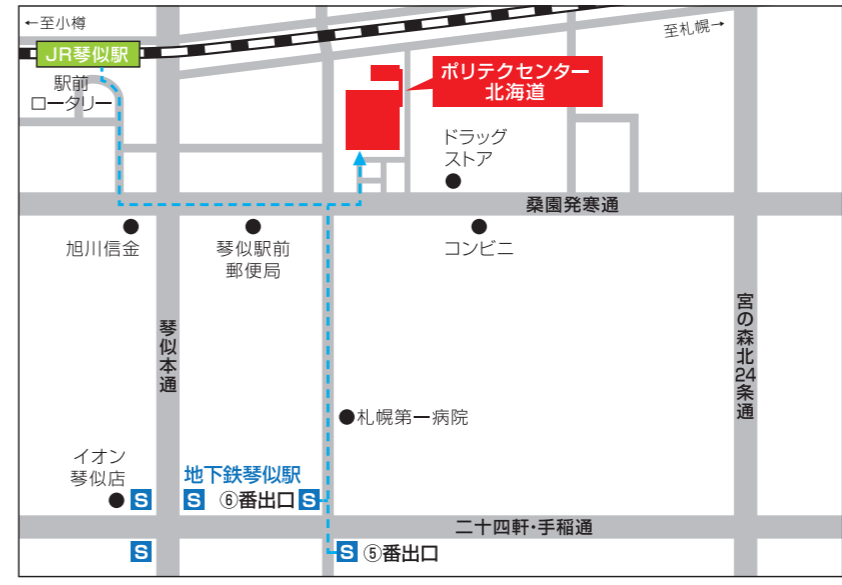 ←至小樽
至札幌→
JR琴似駅
駅前
ロータリー
ポリテクセンター
北海道
ドラッグ
ストア
桑園発寒通
旭川信金
琴似駅前
郵便局
コンビニ
琴似本通
宮の森北24条通
札幌第一病院
イオン
琴似店
地下鉄琴似駅
S
S
⑥番出口
S
二十四軒・手稲通
S
S
⑤番出口